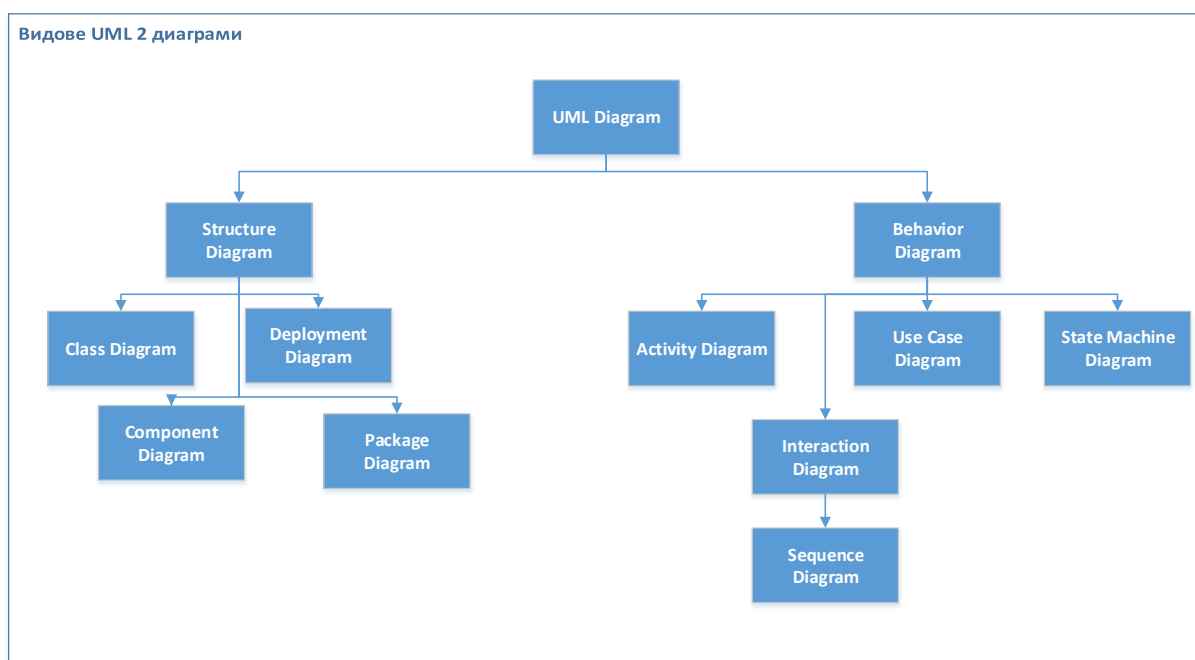 Видове UML 2 диаграми
UML Diagram
Structure
Diagram
Behavior
Diagram
Class Diagram
Deployment
Diagram
Activity Diagram
Use Case
Diagram
State Machine
Diagram
Component
Diagram
Package
Diagram
Interaction
Diagram
Sequence
Diagram